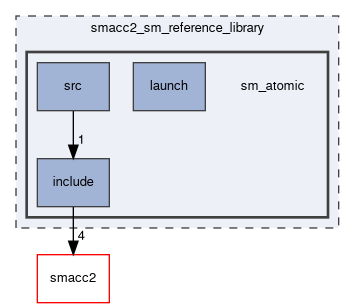 smacc2_sm_reference_library
src
launch
sm_atomic
1
include
4
smacc2